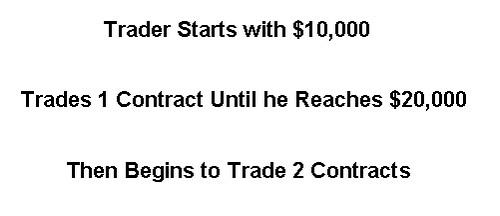 Trader Starts with $10,000
Trades 1 Contract Until he Reaches $20,000
Then Begins to Trade 2 Contracts